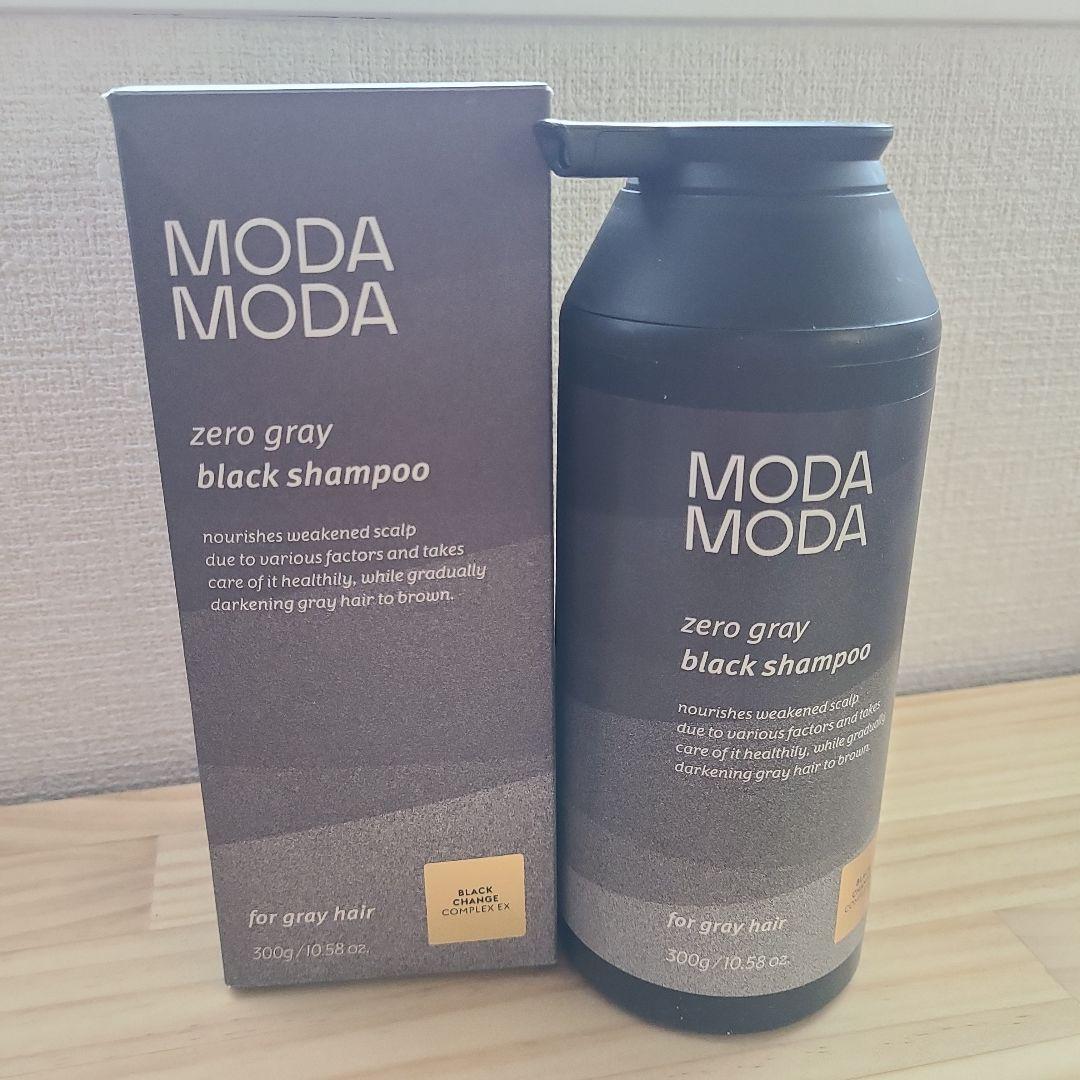 MODA
MODA
zero gray
black shampoo
nourishes weakened scalp
due to various factors and takes
care of it healthily, while gradually
darkening gray hair to brown.
for gray hair
300g/10.58 oz.
BLACK
CHANGE
COMPLEX EX
MODA
MODA
zero gray
black shampoo
nourishes weakened scalp
due to various factors and takes
care of it healthily, while gradually
darkening gray hair to brown.
for gray hair
300g/10.58 oz.